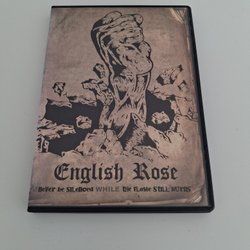 English Rose
Never be Silenced WHILE the Flame STILL BURNS